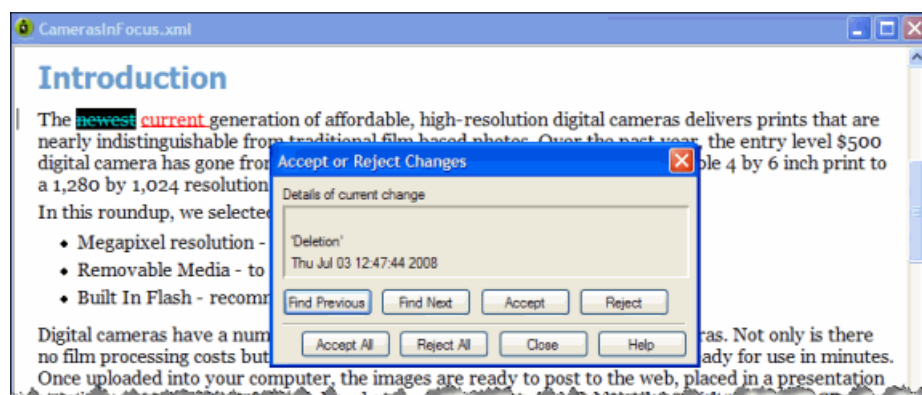 CamerasInFocus.xml
Introduction
The newest current generation of affordable, high-resolution digital cameras delivers prints that are
nearly indistinguishable from traditional film based photos. Over the past year, the entry level $500
digital camera has gone from ble 4 by 6 inch print to
a 1,280 by 1,024 resolution
In this roundup, we selected
• Megapixel resolution -
• Removable Media - to
• Built In Flash - recomm
Digital cameras have a num ras. Not only is there
no film processing costs but ady for use in minutes.
Once uploaded into your computer, the images are ready to post to the web, placed in a presentation
Accept or Reject Changes
Details of current change
'Deletion'
Thu Jul 03 12:47:44 2008
Find Previous Find Next Accept Reject
Accept All Reject All Close Help